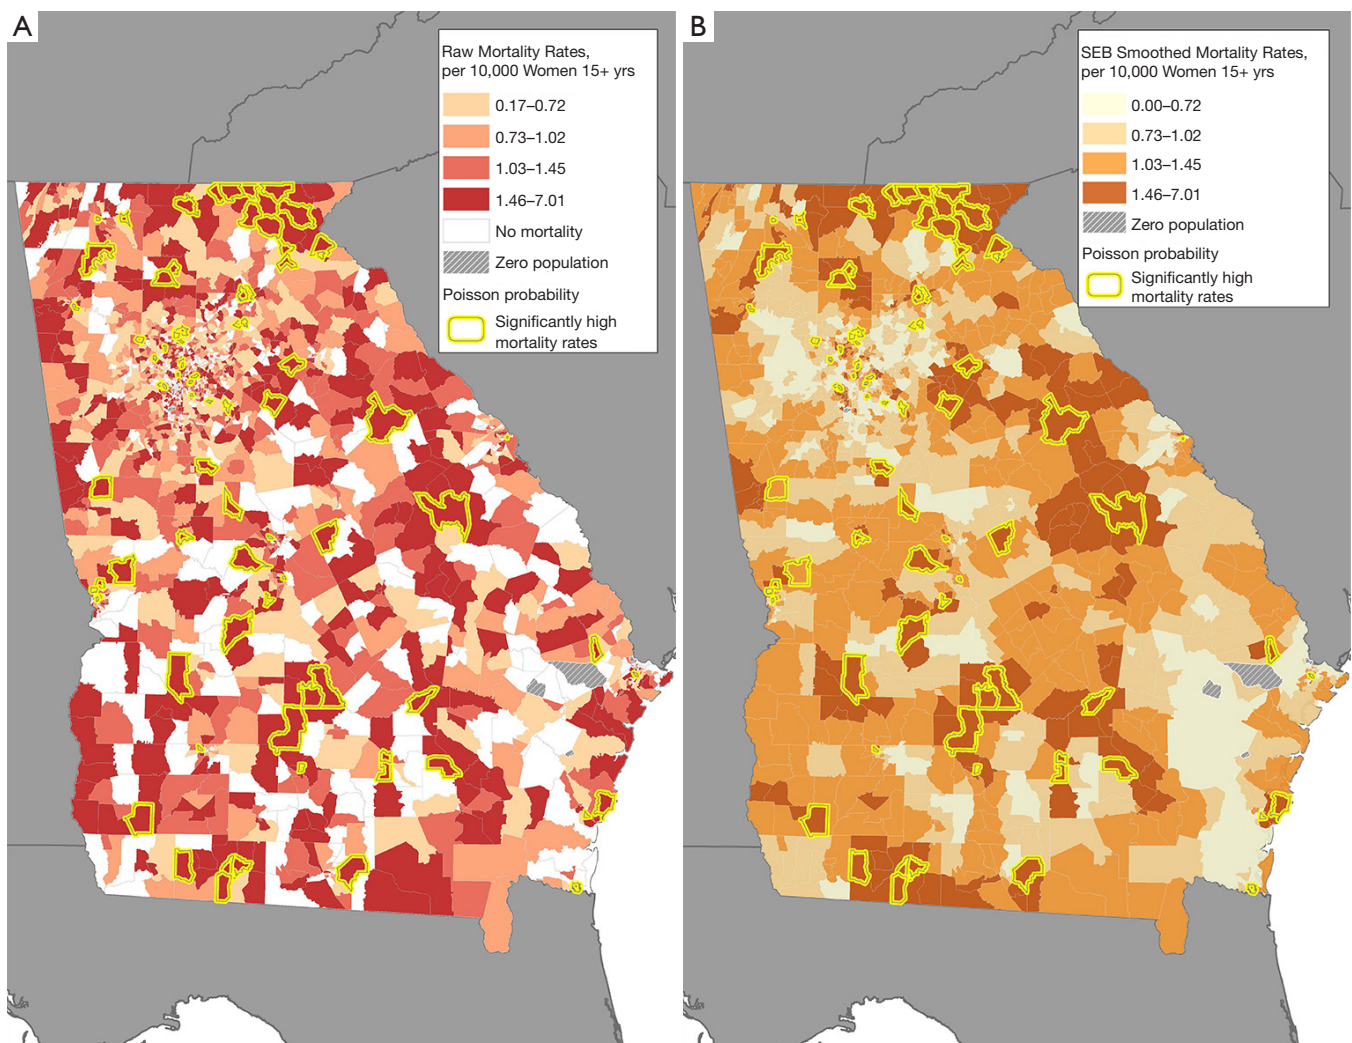 A
Raw Mortality Rates,
per 10,000 Women 15+ yrs
0.17–0.72
0.73–1.02
1.03–1.45
1.46–7.01
No mortality
Zero population
Poisson probability
Significantly high
mortality rates
B
SEB Smoothed Mortality Rates,
per 10,000 Women 15+ yrs
0.00–0.72
0.73–1.02
1.03–1.45
1.46–7.01
Zero population
Poisson probability
Significantly high
mortality rates